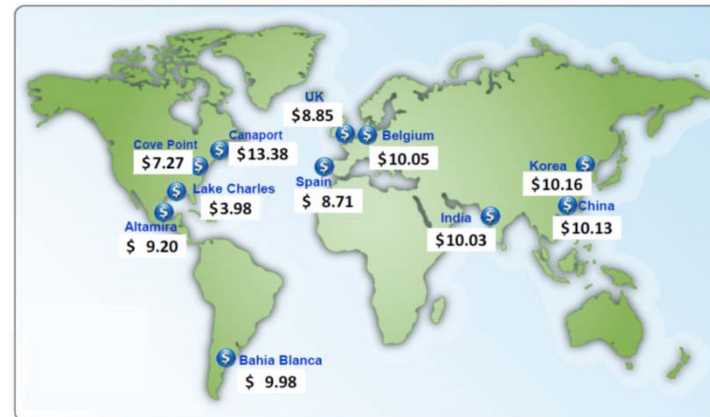 UK
$8.85
Canaport
$13.38
Cove Point
$7.27
Belgium
$10.05
Lake Charles
$3.98
Spain
$ 8.71
Korea
$10.16
Altamira
$ 9.20
India
$10.03
China
$10.13
Bahia Blanca
$ 9.98